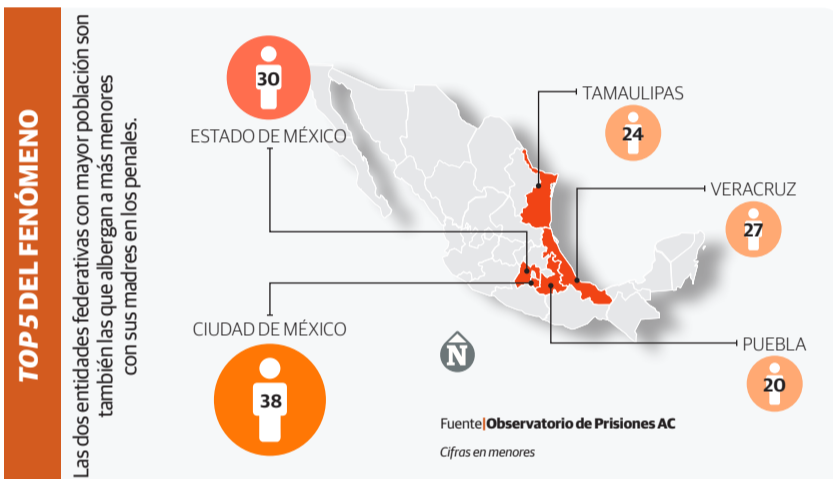 TOP 5 DEL FENÓMENO
Las dos entidades federativas con mayor población son
también las que albergan a más menores
con sus madres en los penales.
30
ESTADO DE MÉXICO
CIUDAD DE MÉXICO
38
TAMAULIPAS
24
VERACRUZ
27
PUEBLA
20
N
Fuente|Observatorio de Prisiones AC
Cifras en menores